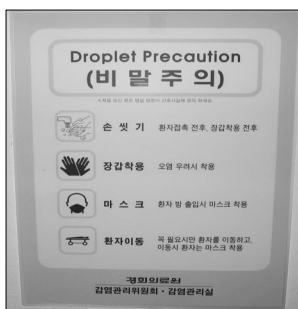 Droplet Precaution
(비 말 주 의)
손 씻 기 환자접촉 전후, 장갑착용 전후
장갑착용 오염 우려시 착용
마 스 크 환자 방 출입시 마스크 착용
환자이동 꼭 필요시만 환자를 이동하고,
이동시 환자는 마스크 착용
경희의료원
감염관리위원회 · 감염관리실